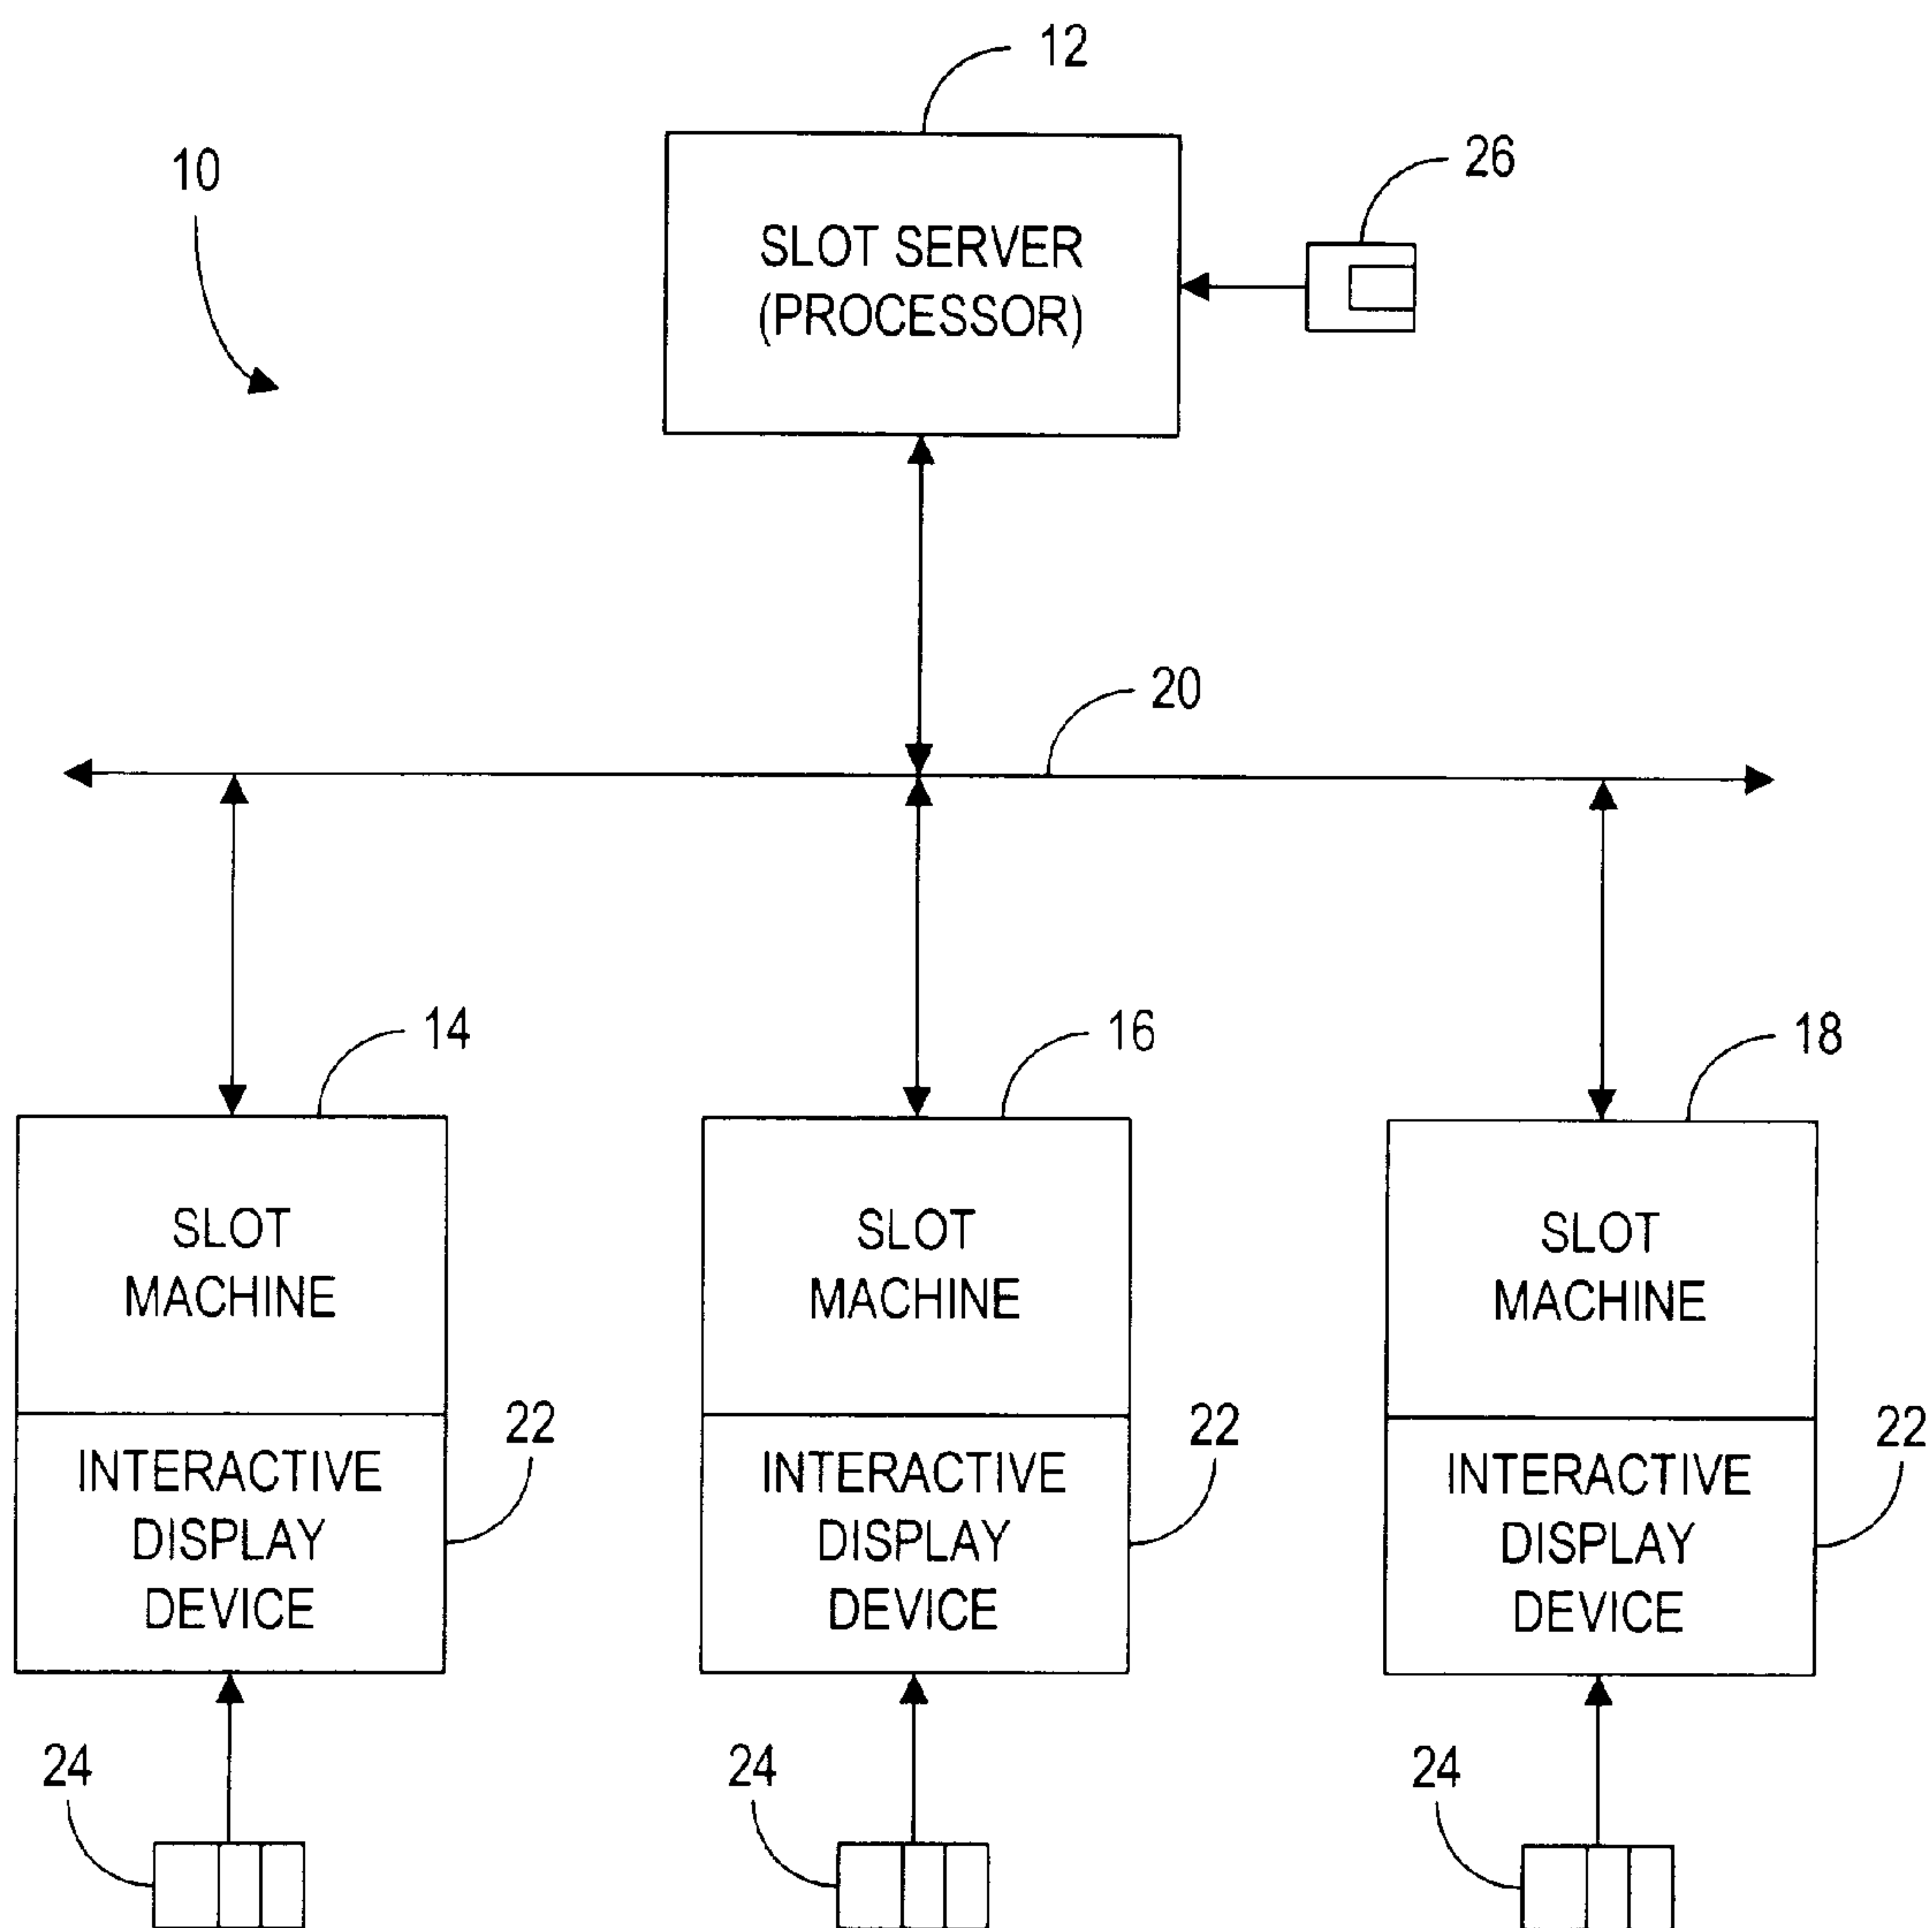 12
10
26
SLOT SERVER
(PROCESSOR)
20
14
16
18
SLOT
MACHINE
SLOT
MACHINE
SLOT
MACHINE
22
22
22
INTERACTIVE
DISPLAY
DEVICE
INTERACTIVE
DISPLAY
DEVICE
INTERACTIVE
DISPLAY
DEVICE
24
24
24